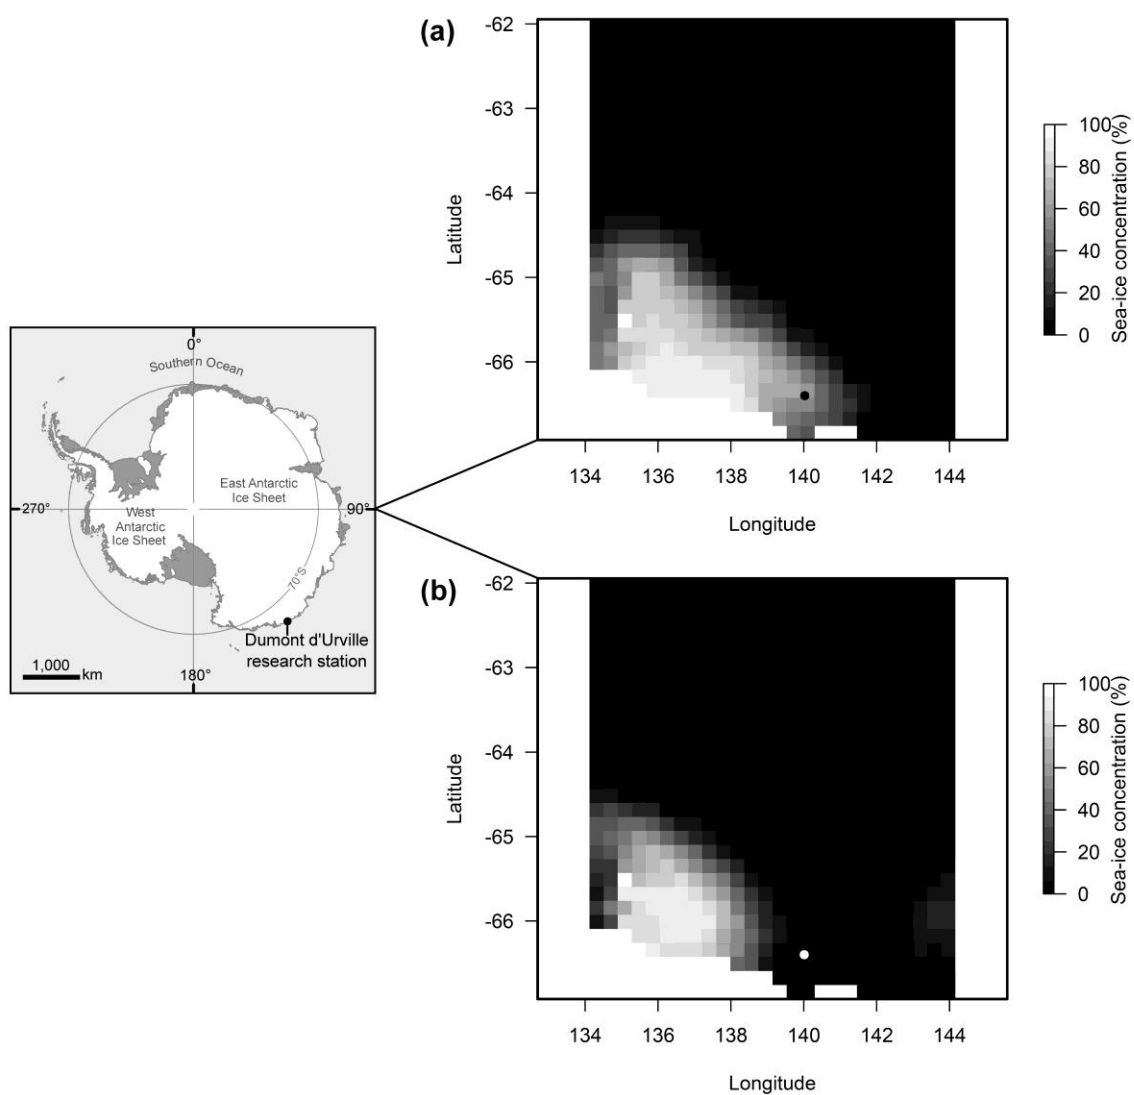 (a)
-62
-63
-64
-65
-66
Latitude
134 136 138 140 142 144
Longitude
100
80
60
40
20
0
Sea-ice concentration (%)
0°
Southern Ocean
East Antarctic
Ice Sheet
270°
90°
West
Antarctic
Ice Sheet
70°S
Dumont d'Urville
research station
1,000 km
180°
(b)
-62
-63
-64
-65
-66
Latitude
134 136 138 140 142 144
Longitude
100
80
60
40
20
0
Sea-ice concentration (%)